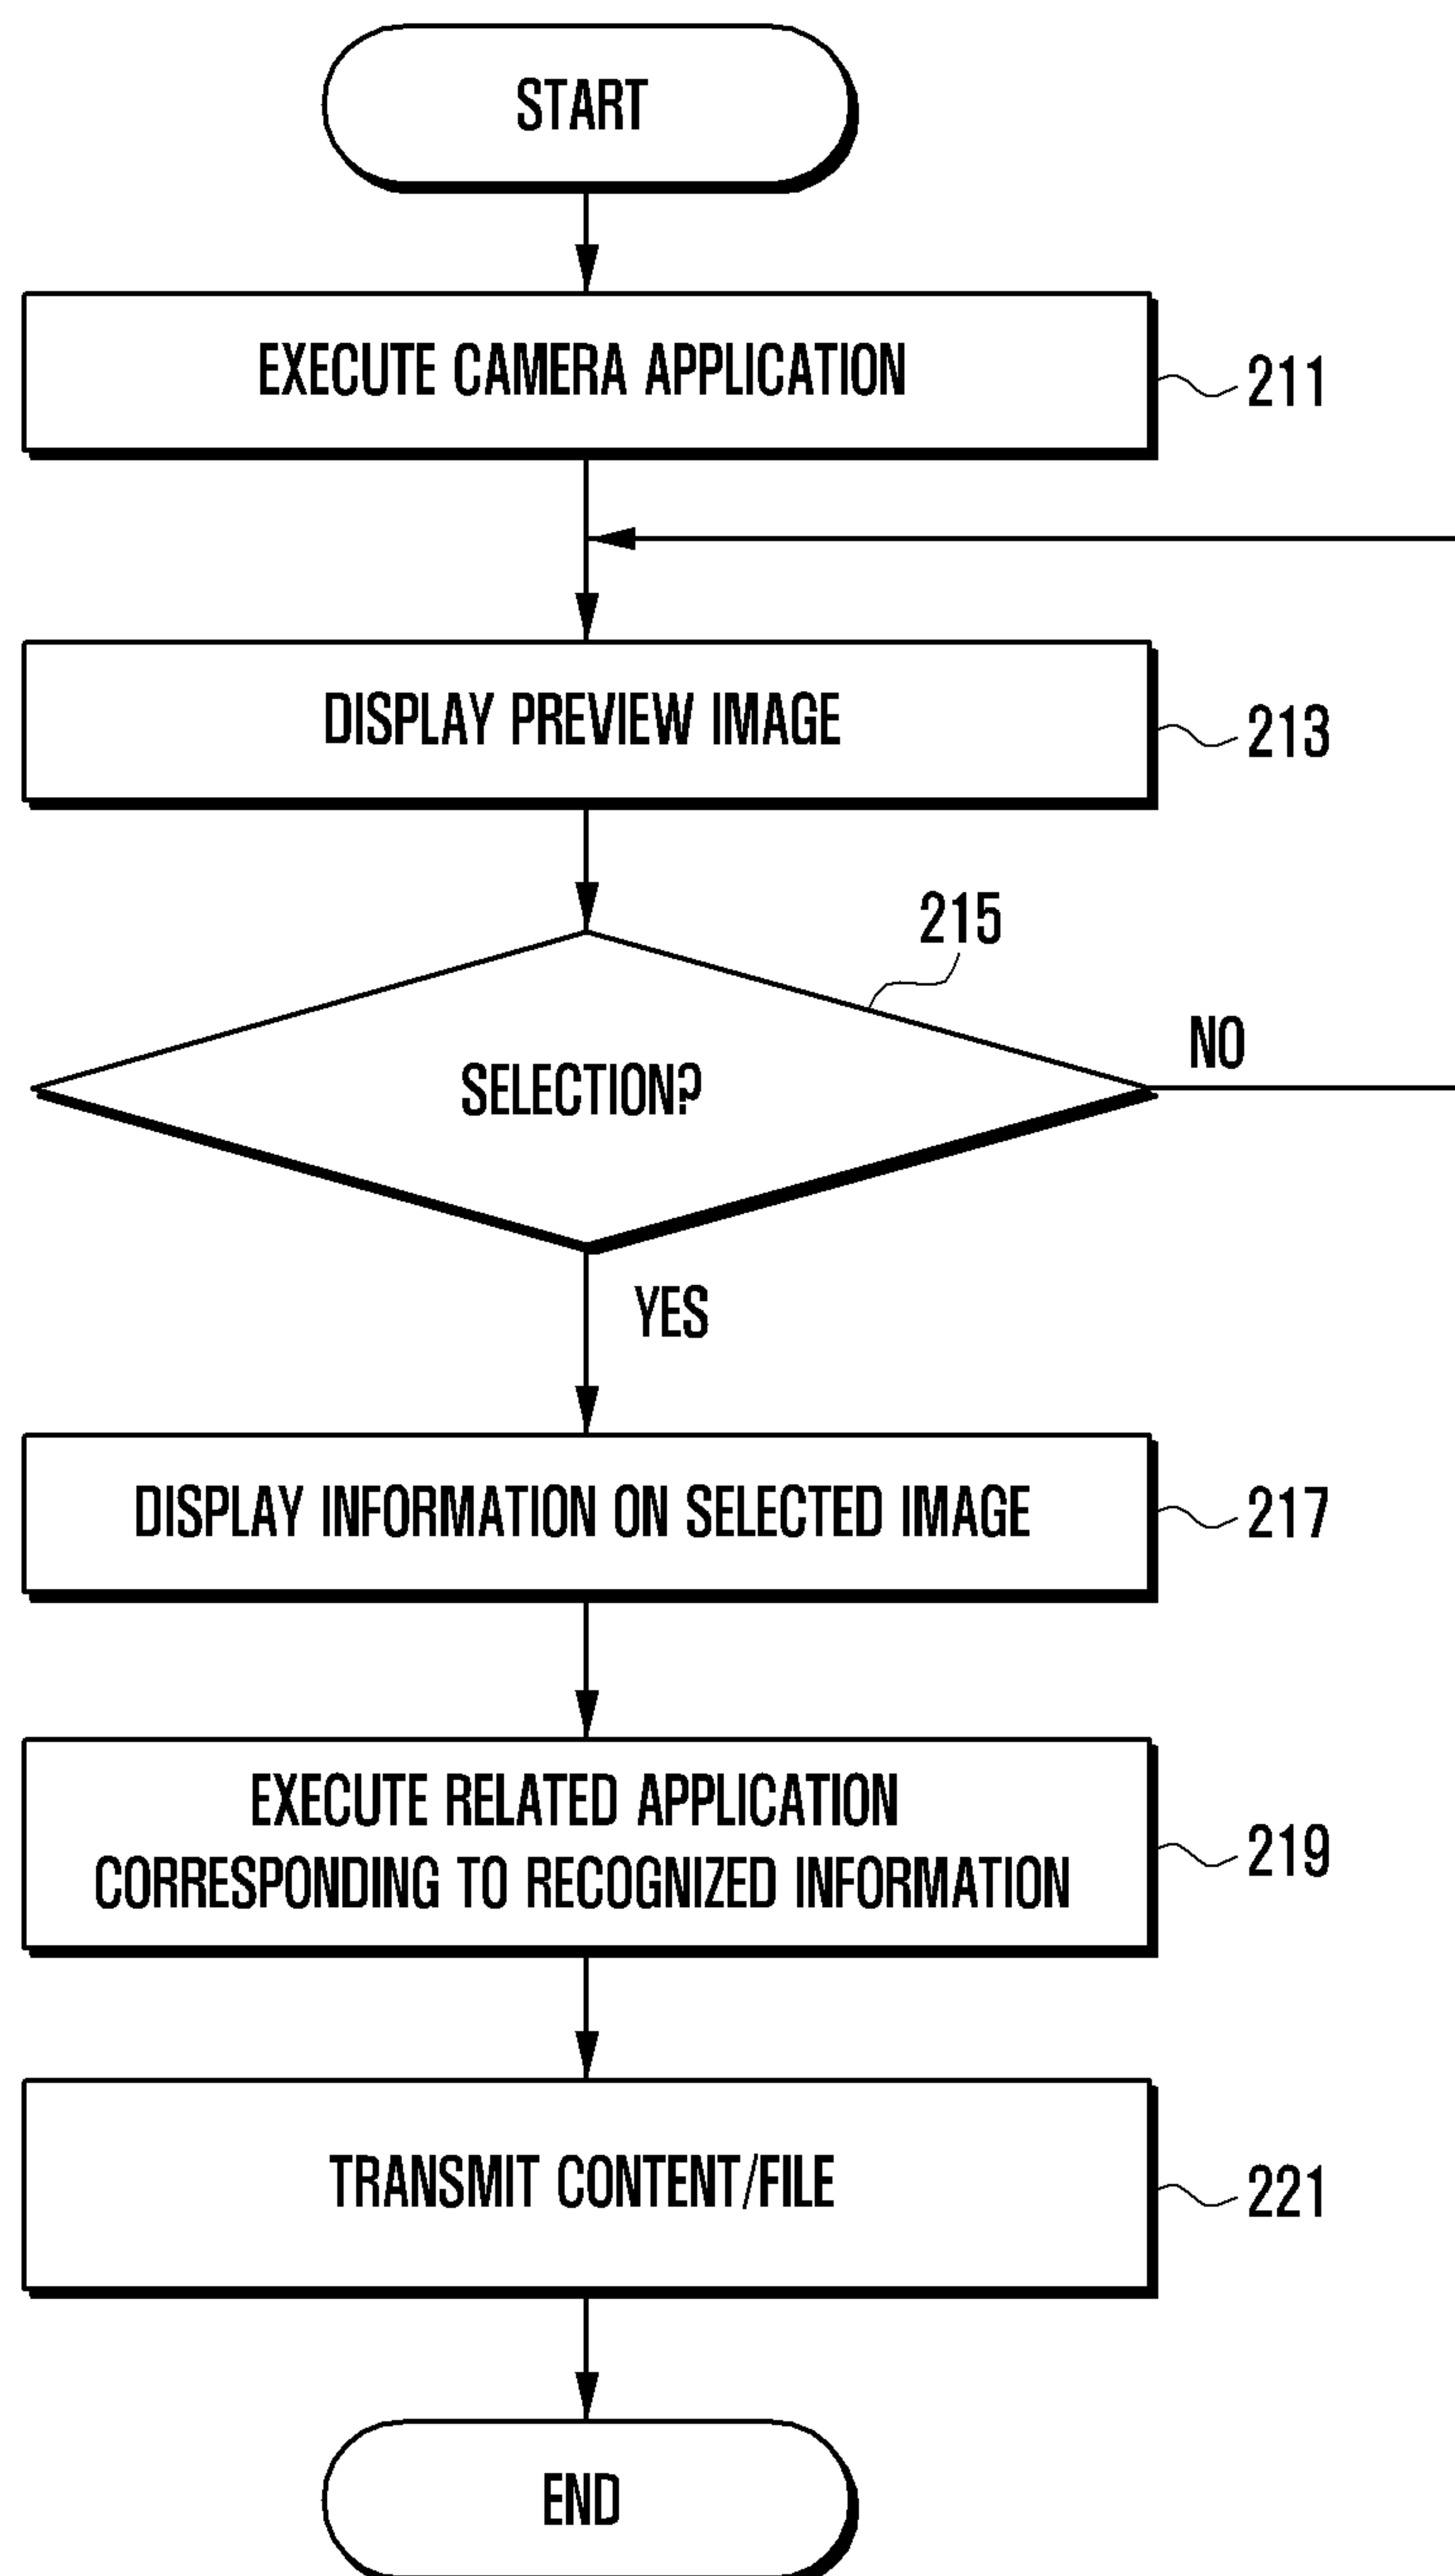 START
EXECUTE CAMERA APPLICATION
211
DISPLAY PREVIEW IMAGE
213
215
SELECTION?
NO
YES
DISPLAY INFORMATION ON SELECTED IMAGE
217
EXECUTE RELATED APPLICATION
CORRESPONDING TO RECOGNIZED INFORMATION
219
TRANSMIT CONTENT/FILE
221
END